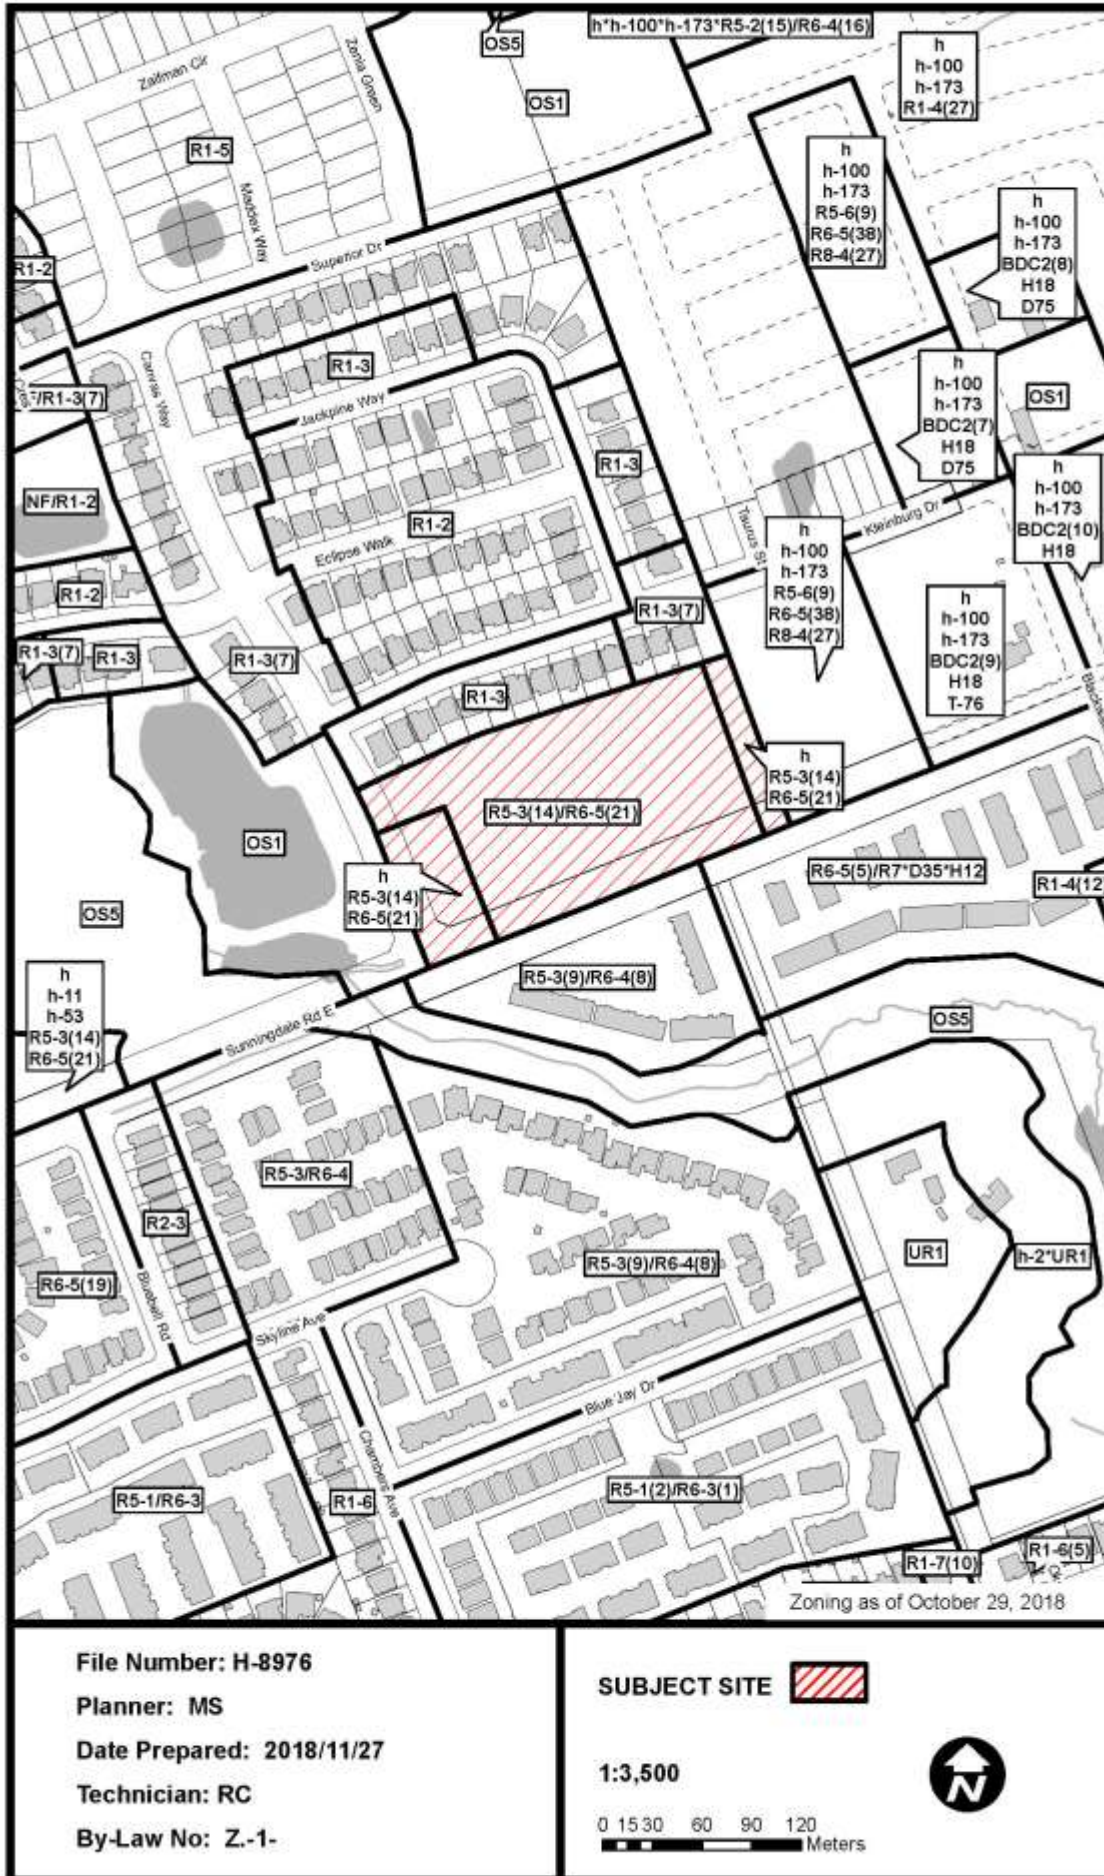 OS5
h*h-100*h-173*R5-2(15)/R6-4(16)
Zaifman Cir
Zenia Green
OS1
h
h-100
h-173
R1-4(27)
R1-5
Maddex Way
h
h-100
h-173
R5-6(9)
R6-5(38)
R8-4(27)
h
h-100
h-173
BDC2(8)
H18
D75
R1-2
Superior Dr
R1-3
Jackpine Way
Canvas Way
/R1-3(7)
h
h-100
h-173
BDC2(7)
H18
D75
OS1
R1-3
NF/R1-2
R1-2
Eclipse Walk
Taurus St
Kleinburg Dr
h
h-100
h-173
BDC2(10)
H18
h
h-100
h-173
R5-6(9)
R6-5(38)
R8-4(27)
R1-2
R1-3(7)
h
h-100
h-173
BDC2(9)
H18
T-76
R1-3(7)
R1-3
R1-3(7)
R1-3
h
R5-3(14)
R6-5(21)
R5-3(14)/R6-5(21)
OS1
h
R5-3(14)
R6-5(21)
R6-5(5)/R7*D35*H12
R1-4(12)
OS5
R5-3(9)/R6-4(8)
h
h-11
h-53
R5-3(14)
R6-5(21)
OS5
Sunningdale Rd E
R5-3/R6-4
R2-3
R6-5(19)
Bluebell Rd
R5-3(9)/R6-4(8)
UR1
h-2*UR1
Skyline Ave
Blue Jay Dr
Chambers Ave
R5-1/R6-3
R1-6
R5-1(2)/R6-3(1)
R1-7(10)
R1-6(5)
Zoning as of October 29, 2018
File Number: H-8976
Planner: MS
Date Prepared: 2018/11/27
Technician: RC
By-Law No: Z.-1-
SUBJECT SITE
1:3,500
0 15 30 60 90 120
Meters
N